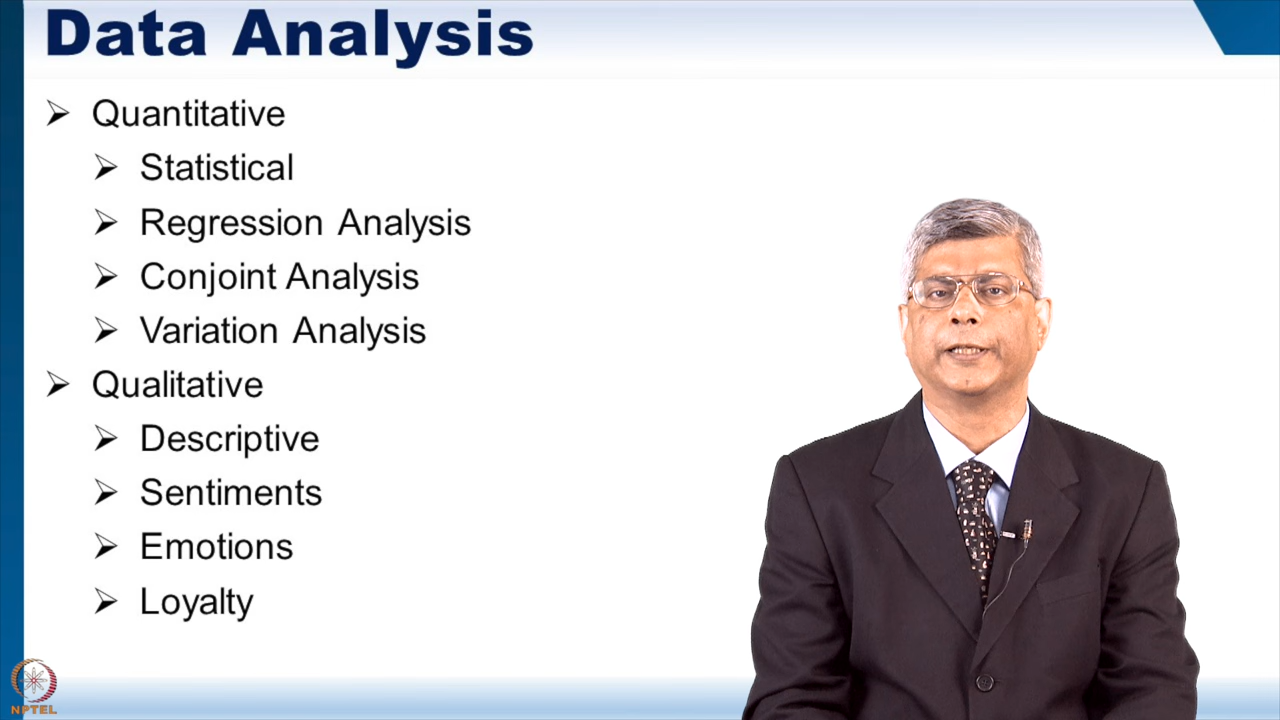 Data Analysis
Quantitative
Statistical
Regression Analysis
Conjoint Analysis
Variation Analysis
Qualitative
Descriptive
Sentiments
Emotions
Loyalty
NPTEL